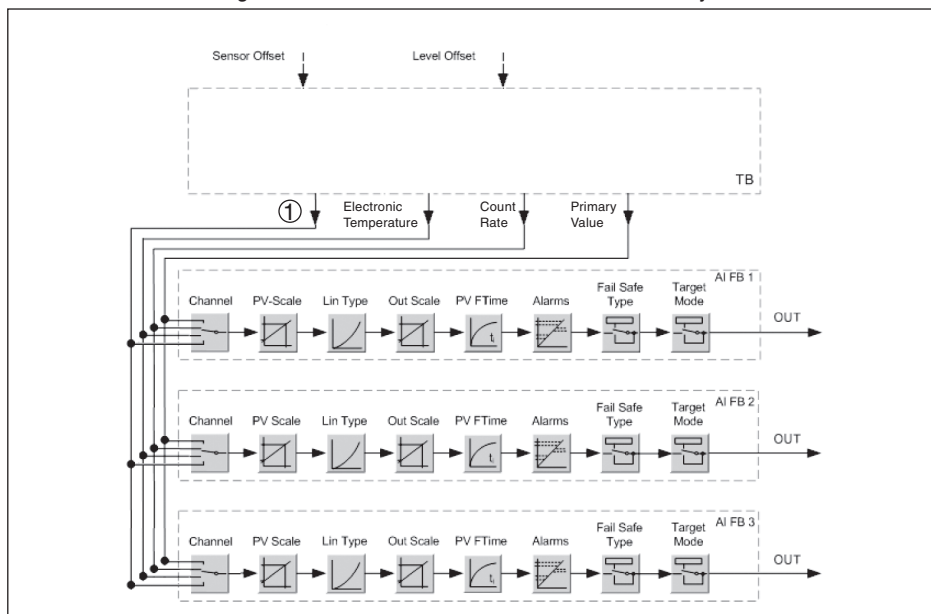 Sensor Offset
Level Offset
TB
①
Electronic
Temperature
Count
Rate
Primary
Value
AI FB 1
Channel
PV-Scale
Lin Type
Out Scale
PV FTime
Alarms
Fail Safe
Type
Target
Mode
OUT
AI FB 2
Channel
PV Scale
Lin Type
Out Scale
PV FTime
Alarms
Fail Safe
Type
Target
Mode
OUT
AI FB 3
Channel
PV Scale
Lin Type
Out Scale
PV FTime
Alarms
Fail Safe
Type
Target
Mode
OUT